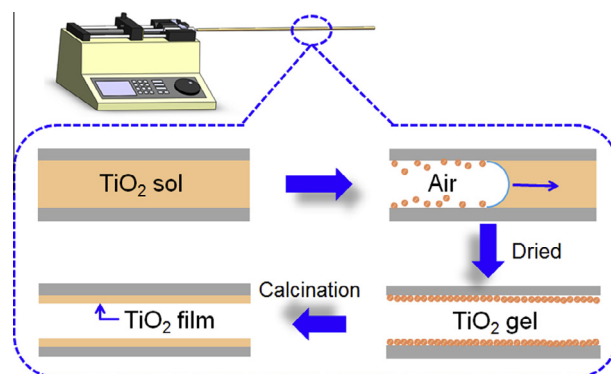 TiO₂ sol
Air
Dried
Calcination
TiO₂ film
TiO₂ gel